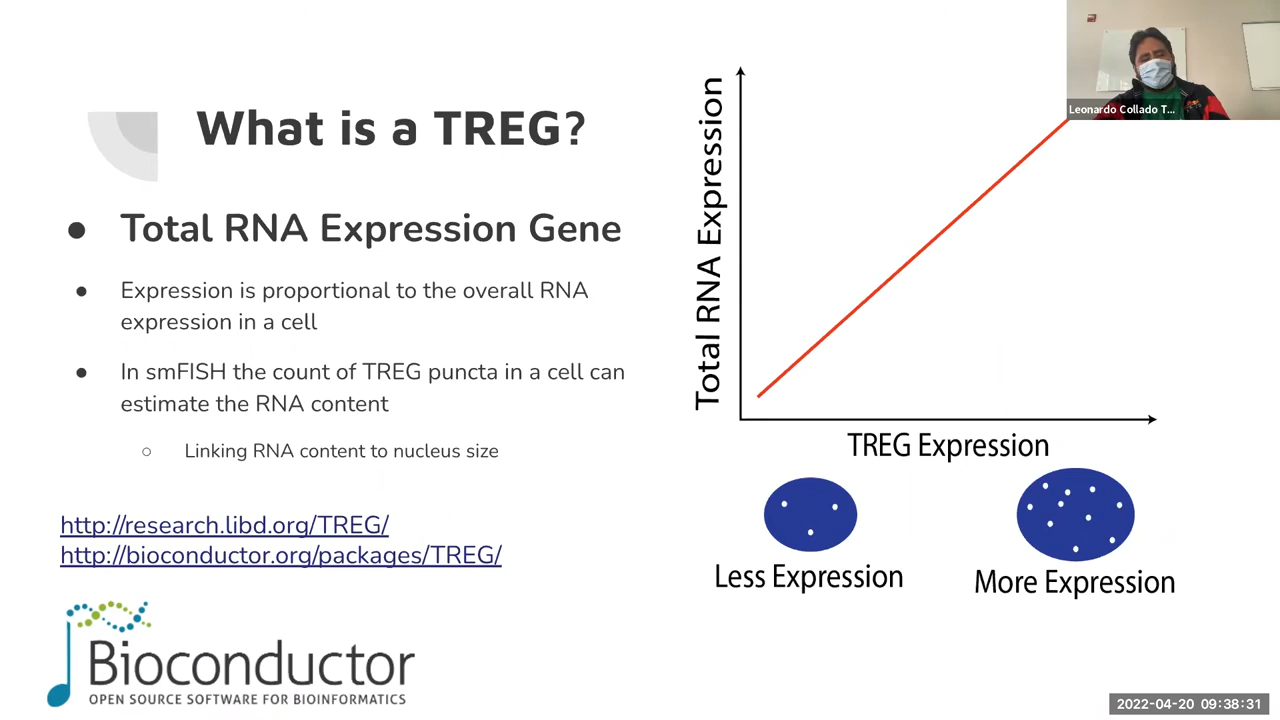 What is a TREG?
● Total RNA Expression Gene
● Expression is proportional to the overall RNA
expression in a cell
● In smFISH the count of TREG puncta in a cell can
estimate the RNA content
○ Linking RNA content to nucleus size
http://research.libd.org/TREG/
http://bioconductor.org/packages/TREG/
Bioconductor
OPEN SOURCE SOFTWARE FOR BIOINFORMATICS
Total RNA Expression
TREG Expression
Less Expression
More Expression
Leonardo Collado T...
2022-04-20 09:38:31